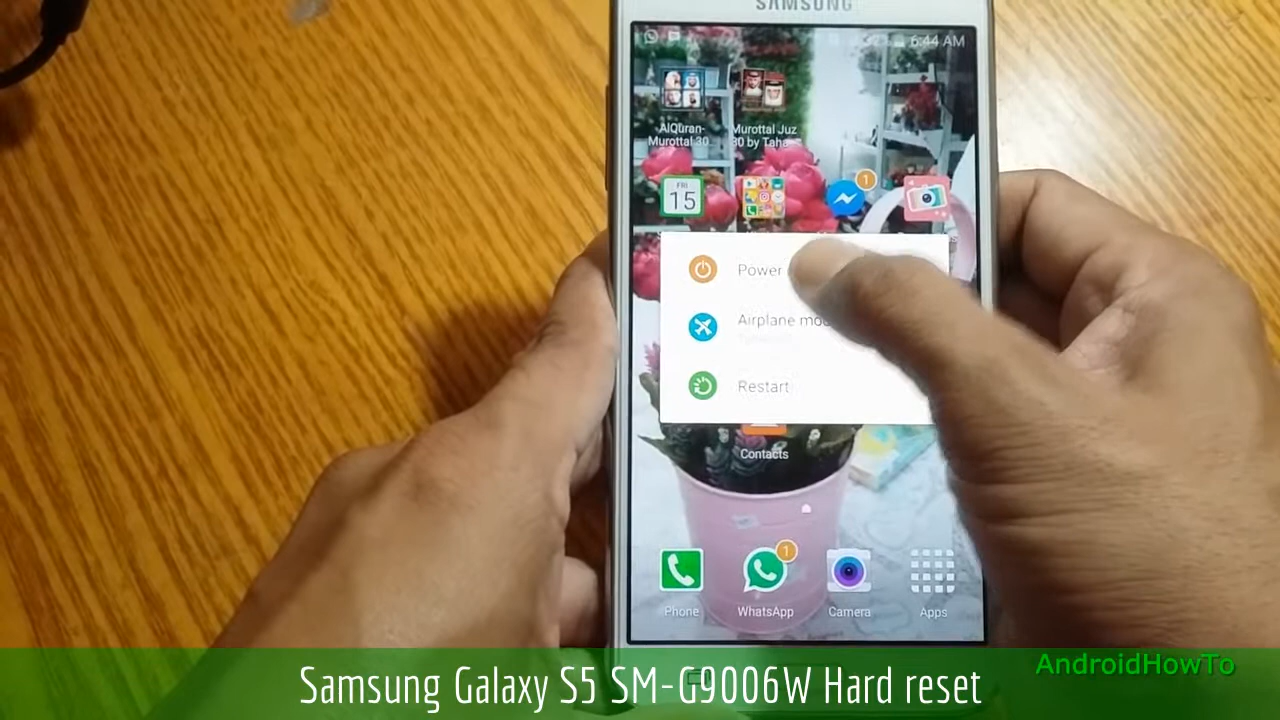 SAMSUNG
6:44 AM
AlQuran-
Murottal 30
Murottal Juz
30 by Taha
FRI
15
1
Power
Airplane mod
Restart
Contacts
1
Phone
WhatsApp
Camera
Apps
AndroidHowTo
Samsung Galaxy S5 SM-G9006W Hard reset